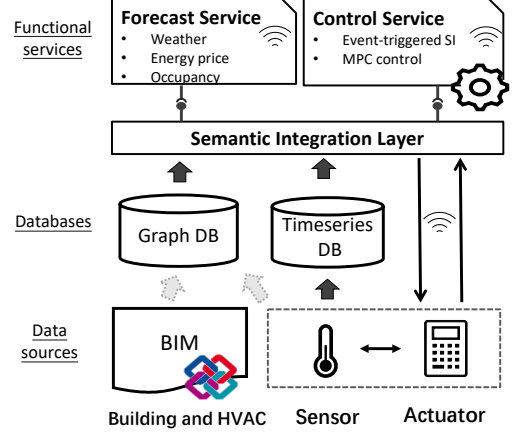 Functional
services
Forecast Service
• Weather
• Energy price
• Occupancy
Control Service
• Event-triggered SI
• MPC control
Semantic Integration Layer
Databases
Graph DB
Timeseries
DB
Data
sources
BIM
Building and HVAC
Sensor
Actuator